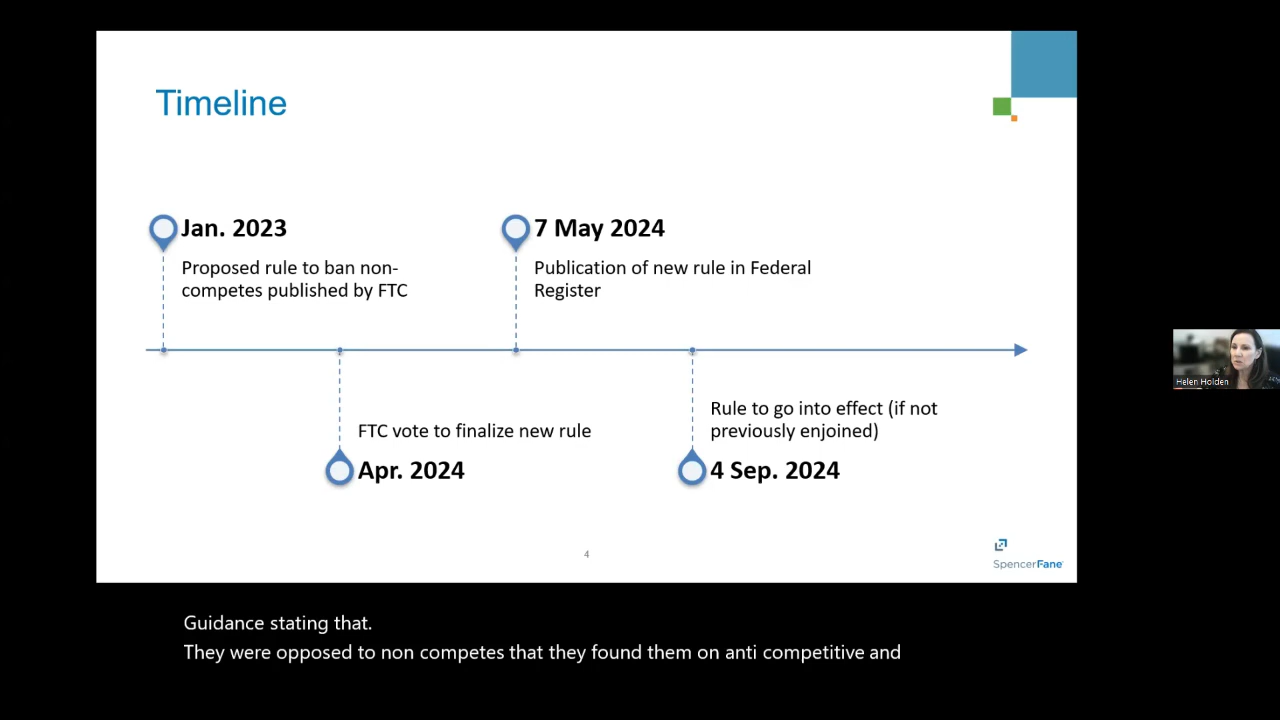 Timeline
Jan. 2023
Proposed rule to ban non-
competes published by FTC
7 May 2024
Publication of new rule in Federal
Register
FTC vote to finalize new rule
Apr. 2024
Rule to go into effect (if not
previously enjoined)
4 Sep. 2024
4
SpencerFane
Helen Holden
Guidance stating that.
They were opposed to non competes that they found them on anti competitive and